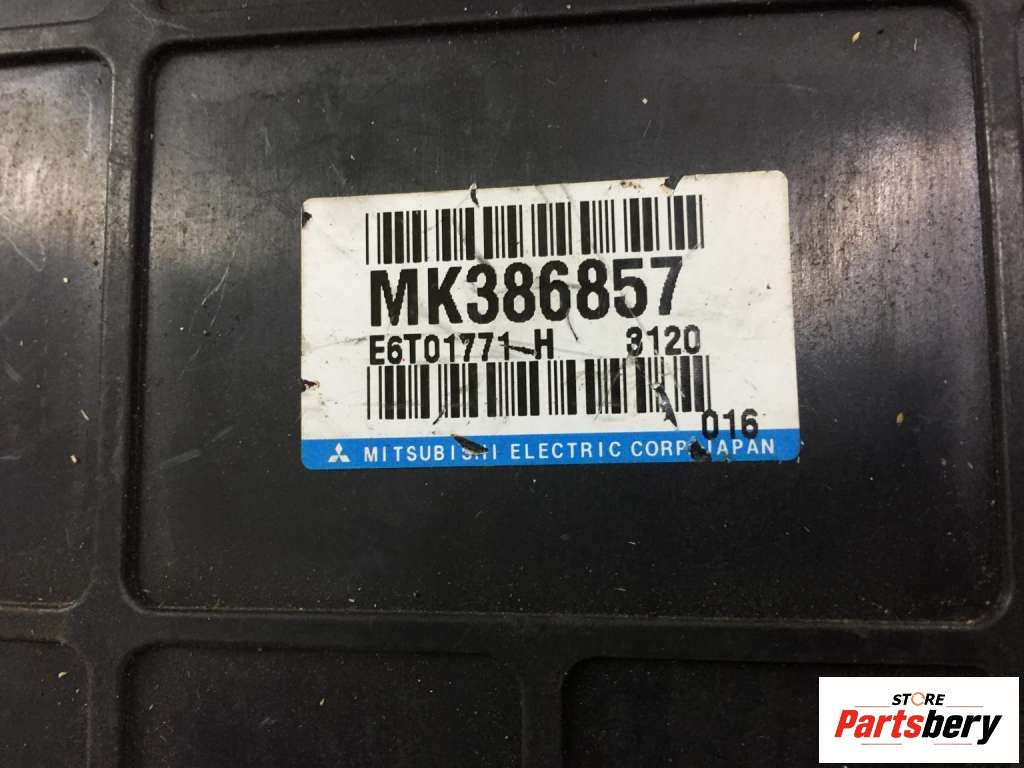 MK386857
E6T01771-H 3120
016
MITSUBISHI ELECTRIC CORP. JAPAN
STORE
Partsbery